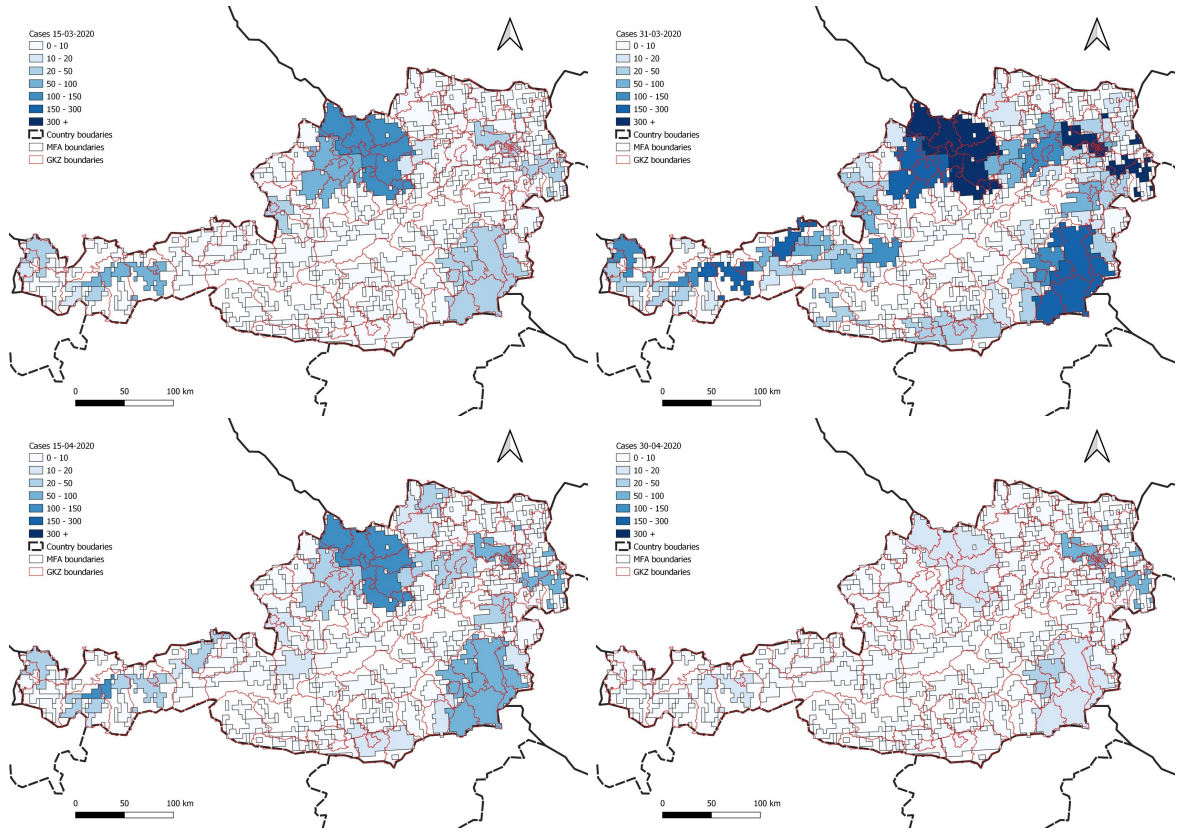 Cases 15-03-2020
0 - 10
10 - 20
20 - 50
50 - 100
100 - 150
150 - 300
300 +
Country boudaries
MFA boundaries
GKZ boundaries
0 50 100 km
Cases 31-03-2020
0 - 10
10 - 20
20 - 50
50 - 100
100 - 150
150 - 300
300 +
Country boudaries
MFA boundaries
GKZ boundaries
0 50 100 km
Cases 15-04-2020
0 - 10
10 - 20
20 - 50
50 - 100
100 - 150
150 - 300
300 +
Country boudaries
MFA boundaries
GKZ boundaries
0 50 100 km
Cases 30-04-2020
0 - 10
10 - 20
20 - 50
50 - 100
100 - 150
150 - 300
300 +
Country boudaries
MFA boundaries
GKZ boundaries
0 50 100 km